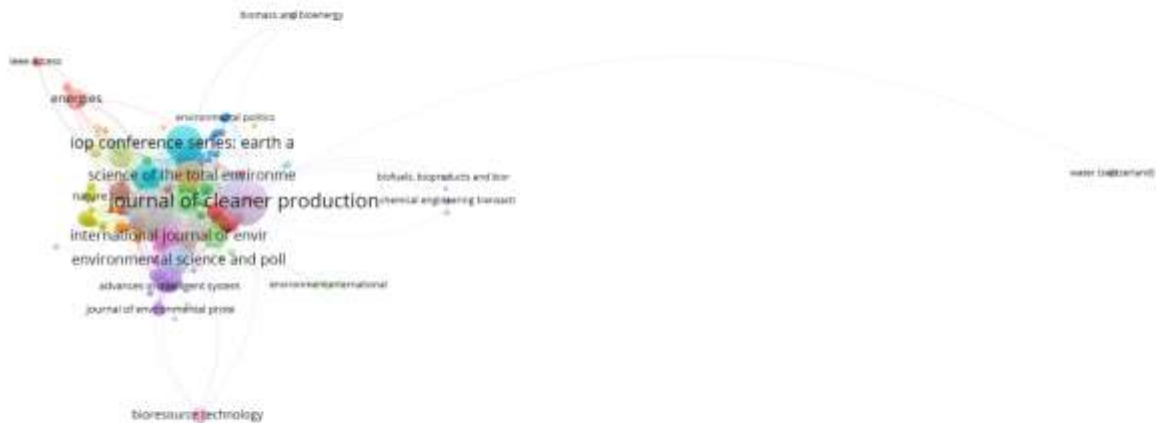 biomass and bioenergy
ieee access
energies
environmental politics
iop conference series: earth a
science of the total environme
biofuels, bioproducts and bior
water (switzerland)
nature
journal of cleaner production
chemical engineering transacti
international journal of envir
environmental science and poll
advances in intelligent system
environment international
journal of environmental prote
bioresource technology